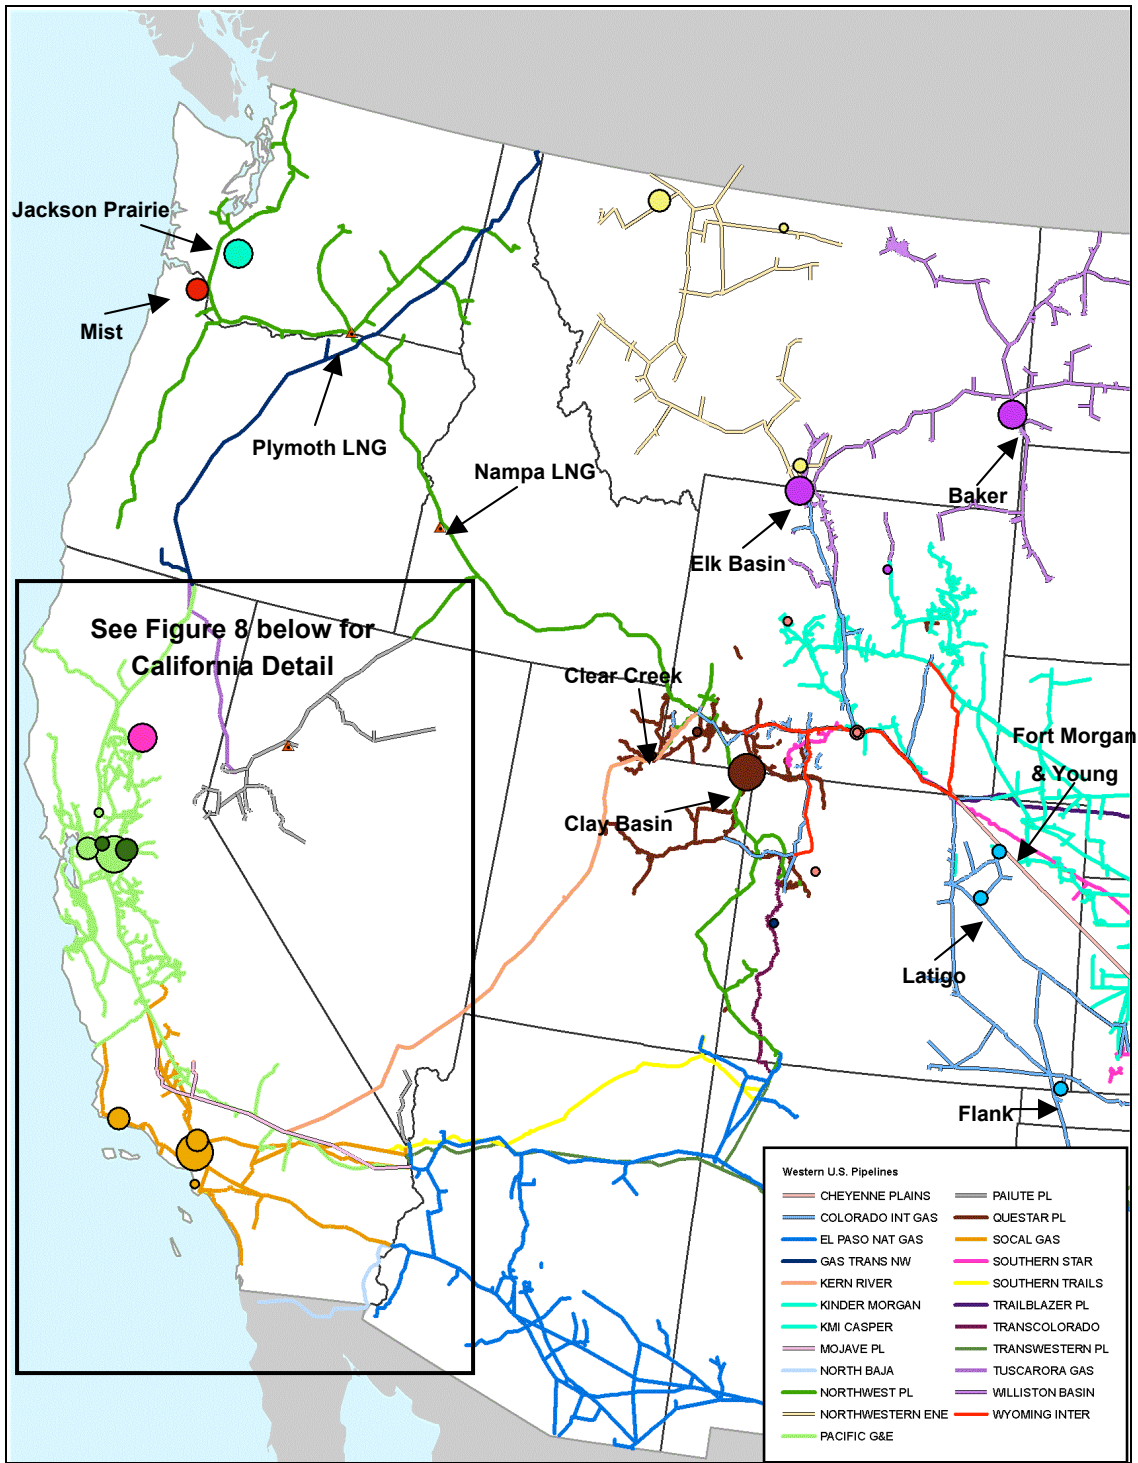 Jackson Prairie
Mist
Plymoth LNG
Nampa LNG
Baker
Elk Basin
See Figure 8 below for
California Detail
Clear Creek
Fort Morgan
& Young
Clay Basin
Latigo
Flank
Western U.S. Pipelines
CHEYENNE PLAINS
COLORADO INT GAS
EL PASO NAT GAS
GAS TRANS NW
KERN RIVER
KINDER MORGAN
KMI CASPER
MOJAVE PL
NORTH BAJA
NORTHWEST PL
NORTHWESTERN ENE
PACIFIC G&E
PAIUTE PL
QUESTAR PL
SOCAL GAS
SOUTHERN STAR
SOUTHERN TRAILS
TRAILBLAZER PL
TRANSCOLORADO
TRANSWESTERN PL
TUSCARORA GAS
WILLISTON BASIN
WYOMING INTER